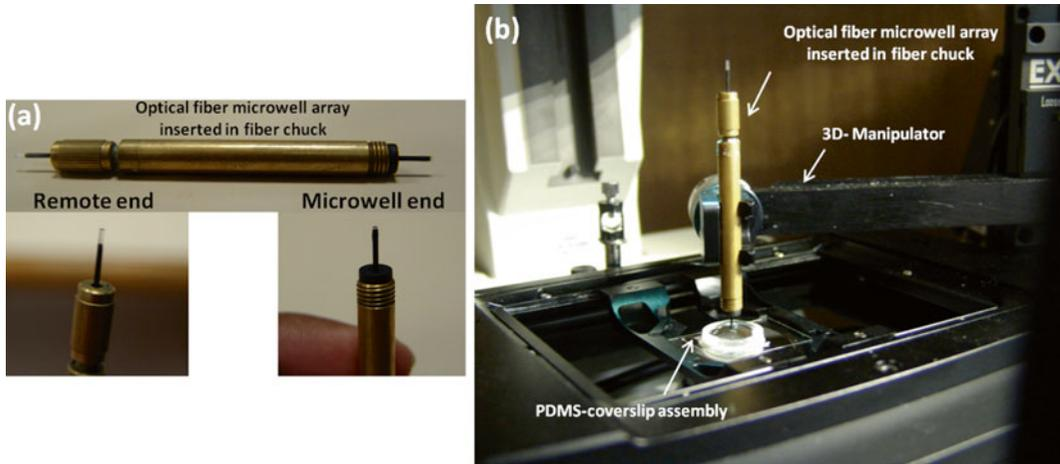 (a)
Optical fiber microwell array
inserted in fiber chuck
Remote end
Microwell end
(b)
Optical fiber microwell array
inserted in fiber chuck
3D- Manipulator
PDMS-coverslip assembly
EX